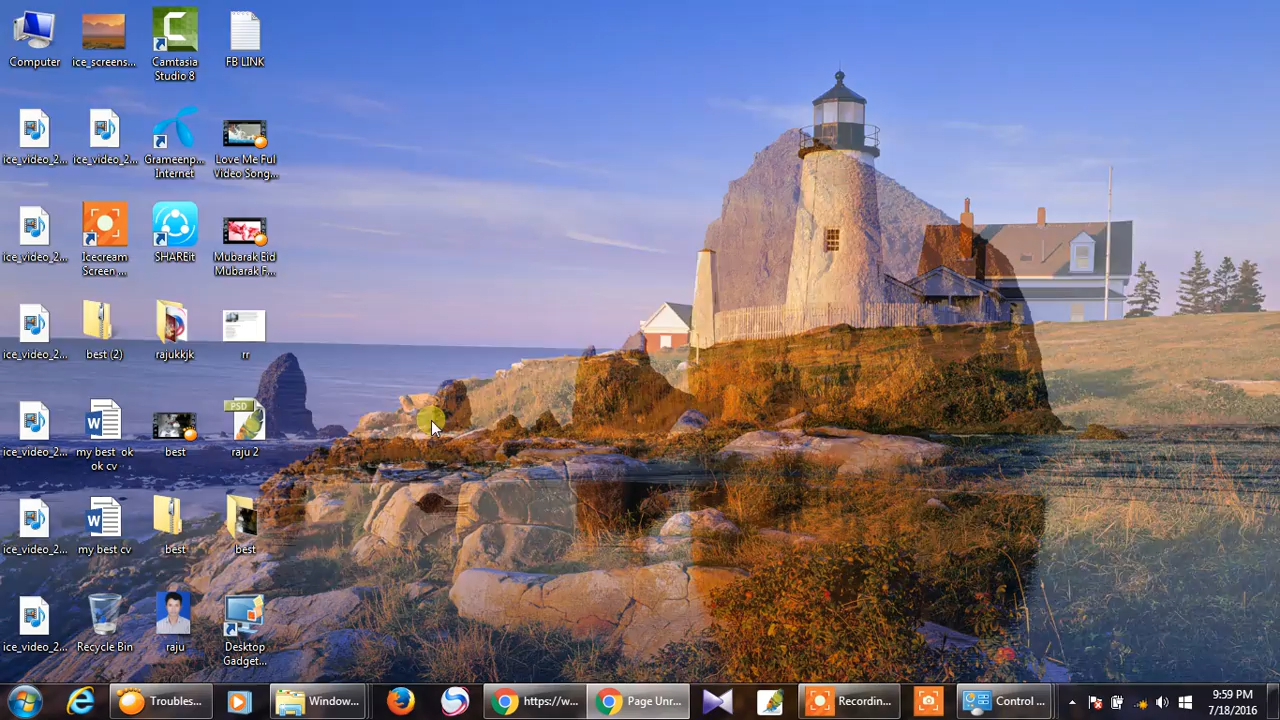 Computer
ice_screens...
Camtasia
Studio 8
FB LINK
ice_video_2...
ice_video_2...
Grameenp...
Internet
Love Me Ful
Video Song...
ice_video_2...
Icecream
Screen ...
SHAREit
Mubarak Eid
Mubarak F...
ice_video_2...
best (2)
rajukkjk
rr
ice_video_2...
my best ok
ok cv
best
PSD
raju 2
ice_video_2...
my best cv
best
best
ice_video_2...
Recycle Bin
raju
Desktop
Gadget...
Troubles...
Window...
https://w...
Page Unr...
Recordin...
Control ...
9:59 PM
7/18/2016